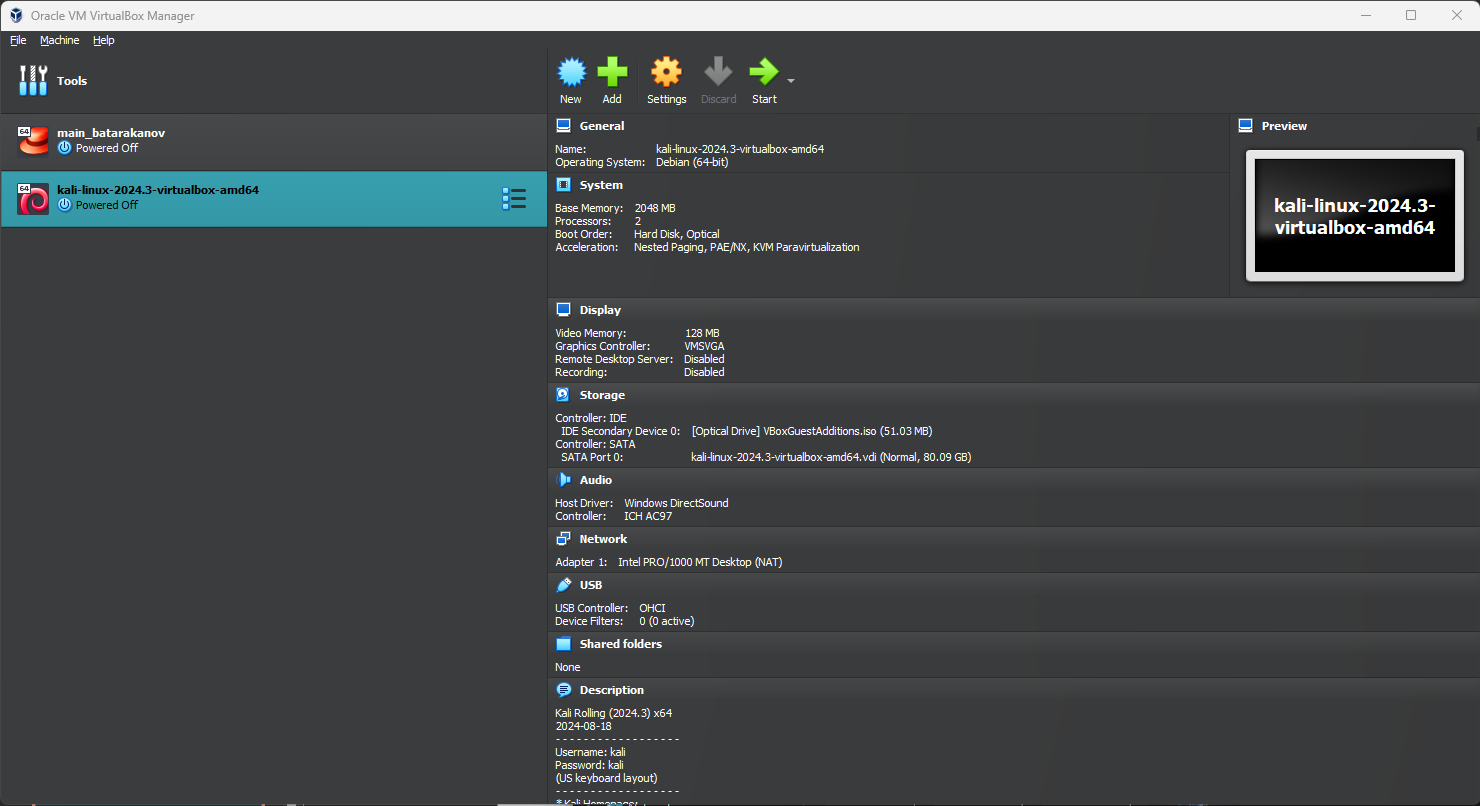 Oracle VM VirtualBox Manager
File Machine Help
Tools
New Add Settings Discard Start
64
main_batarakanov
Powered Off
64
kali-linux-2024.3-virtualbox-amd64
Powered Off
General
Name: kali-linux-2024.3-virtualbox-amd64
Operating System: Debian (64-bit)
System
Base Memory: 2048 MB
Processors: 2
Boot Order: Hard Disk, Optical
Acceleration: Nested Paging, PAE/NX, KVM Paravirtualization
Preview
kali-linux-2024.3-
virtualbox-amd64
Display
Video Memory: 128 MB
Graphics Controller: VMSVGA
Remote Desktop Server: Disabled
Recording: Disabled
Storage
Controller: IDE
IDE Secondary Device 0: [Optical Drive] VBoxGuestAdditions.iso (51.03 MB)
Controller: SATA
SATA Port 0: kali-linux-2024.3-virtualbox-amd64.vdi (Normal, 80.09 GB)
Audio
Host Driver: Windows DirectSound
Controller: ICH AC97
Network
Adapter 1: Intel PRO/1000 MT Desktop (NAT)
USB
USB Controller: OHCI
Device Filters: 0 (0 active)
Shared folders
None
Description
Kali Rolling (2024.3) x64
2024-08-18
- - - - - - - - - - - - - - - - - -
Username: kali
Password: kali
(US keyboard layout)
- - - - - - - - - - - - - - - - - -
* Kali Homepage: